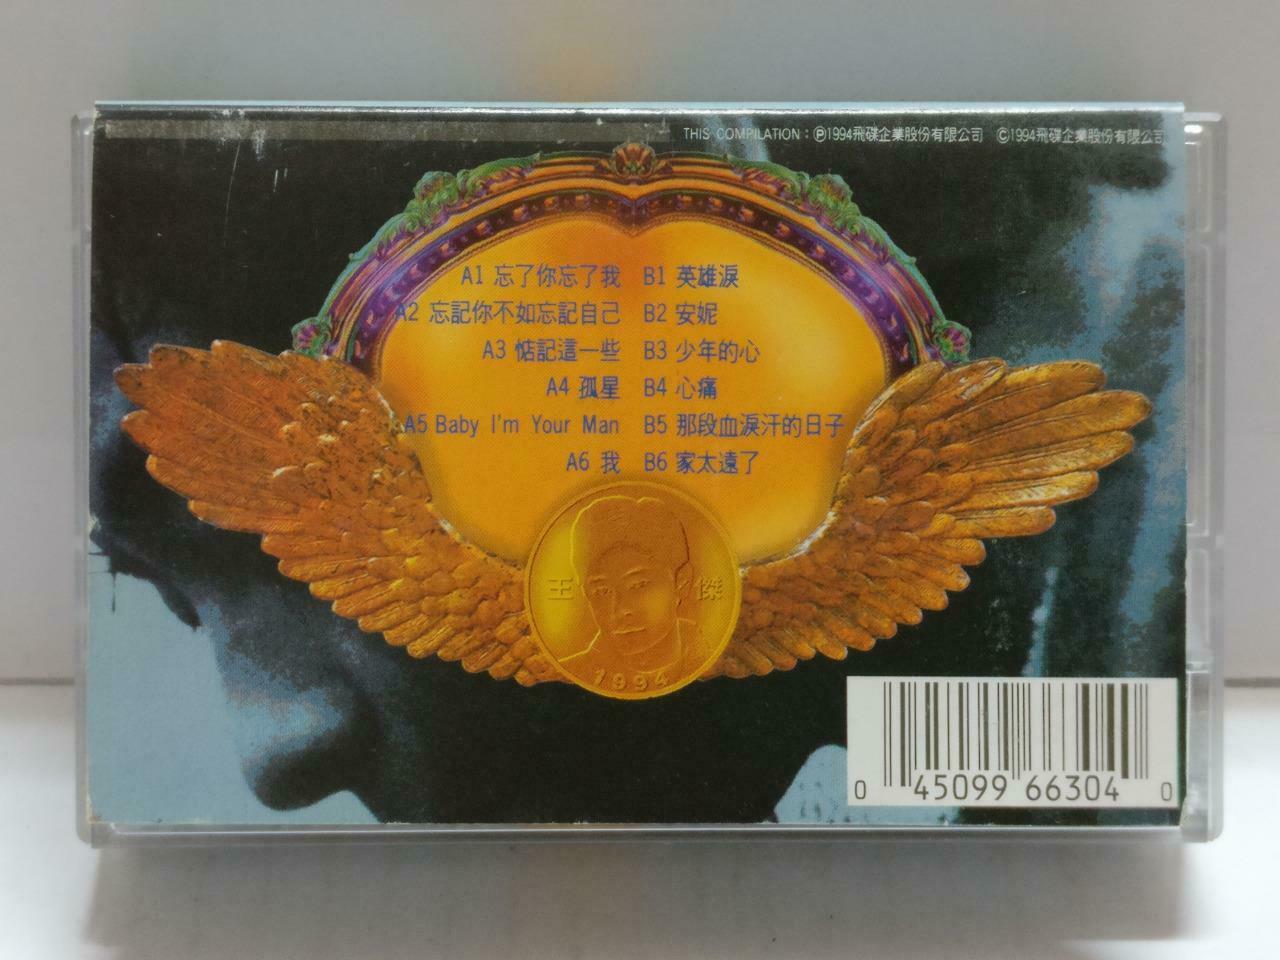 THIS COMPILATION : Ⓟ1994飛碟企業股份有限公司 Ⓒ1994飛碟企業股份有限公司
A1 忘了你忘了我
A2 忘記你不如忘記自己
A3 惦記這一些
A4 孤星
A5 Baby I'm Your Man
A6 我
B1 英雄淚
B2 安妮
B3 少年的心
B4 心痛
B5 那段血淚汗的日子
B6 家太遠了
王 傑
1994
0 45099 66304 0